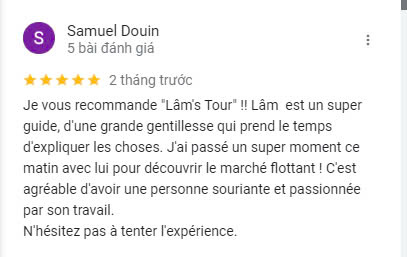 S
Samuel Douin
5 bài đánh giá
2 tháng trước
Je vous recommande "Lâm's Tour" !! Lâm est un super
guide, d'une grande gentillesse qui prend le temps
d'expliquer les choses. J'ai passé un super moment ce
matin avec lui pour découvrir le marché flottant ! C'est
agréable d'avoir une personne souriante et passionnée
par son travail.
N'hésitez pas à tenter l'expérience.